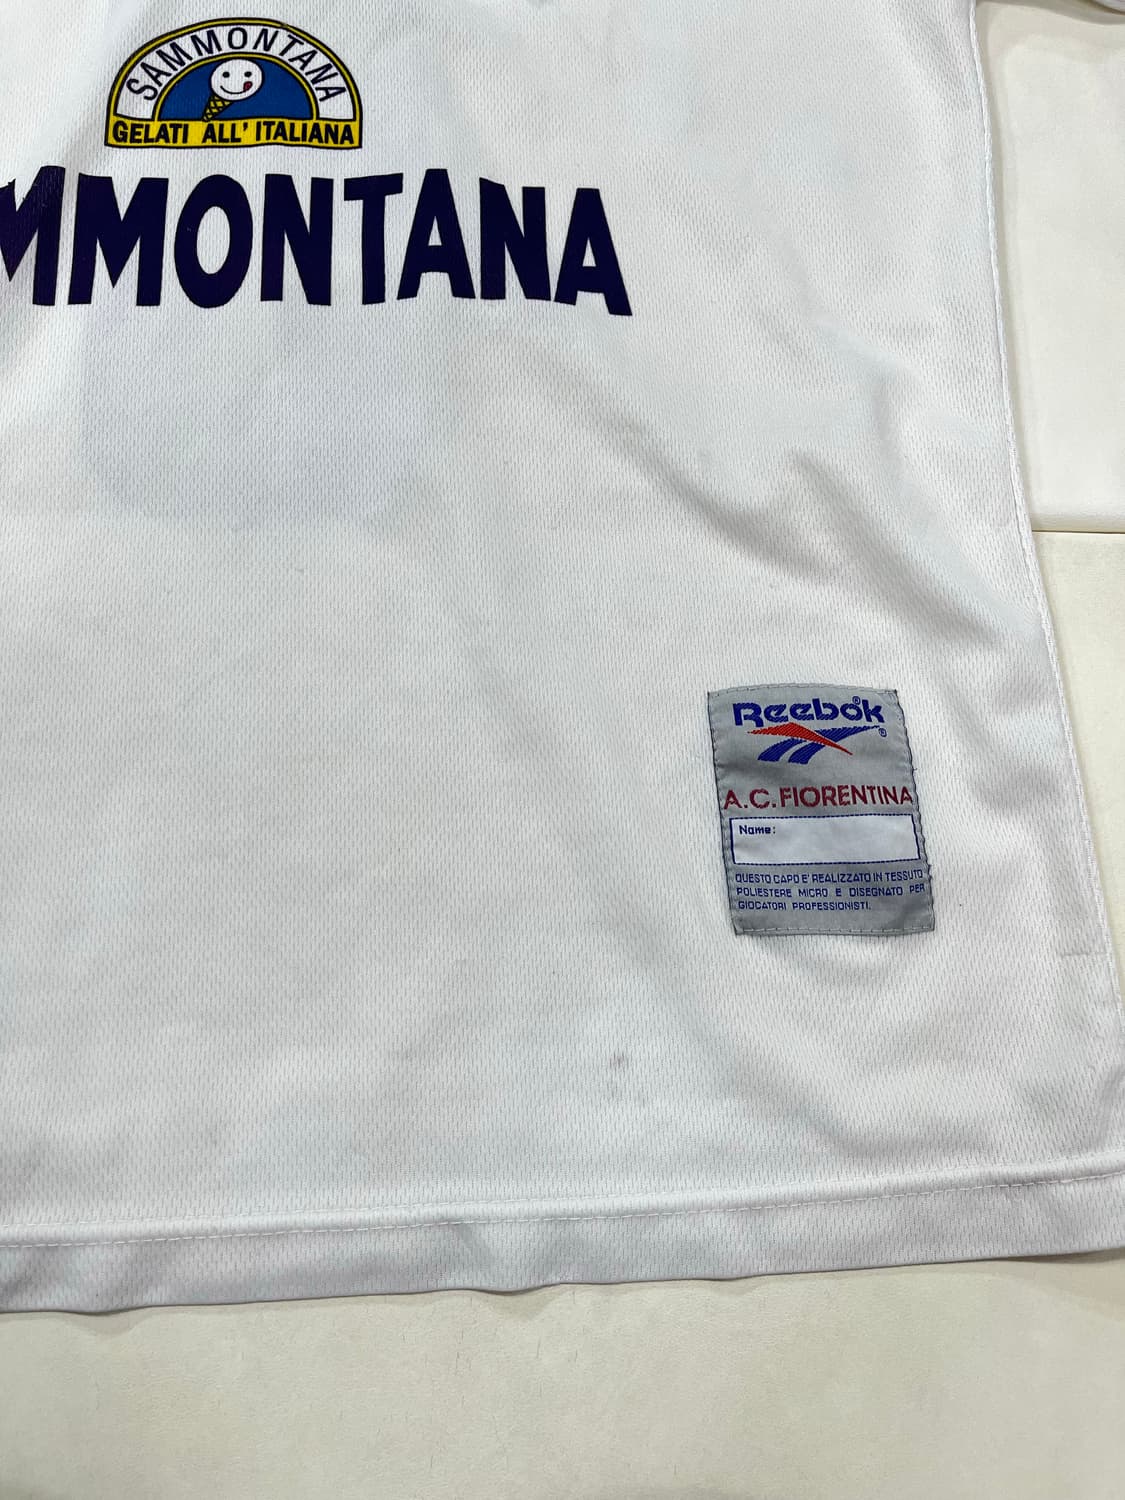 SAMMONTANA
GELATI ALL' ITALIANA
MMONTANA
Reebok®
®
A.C. FIORENTINA
Name:
QUESTO CAPO E' REALIZZATO IN TESSUTO
POLIESTERE MICRO E DISEGNATO PER
GIOCATORI PROFESSIONISTI.